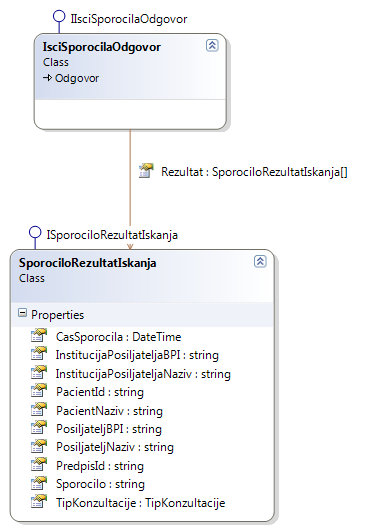 IIsciSporocilaOdgovor
IsciSporocilaOdgovor
Class
Odgovor
Rezultat : SporociloRezultatIskanja[]
ISporociloRezultatIskanja
SporociloRezultatIskanja
Class
Properties
CasSporocila : DateTime
InstitucijaPosiljateljaBPI : string
InstitucijaPosiljateljaNaziv : string
PacientId : string
PacientNaziv : string
PosiljateljBPI : string
PosiljateljNaziv : string
PredpisId : string
Sporocilo : string
TipKonzultacije : TipKonzultacije